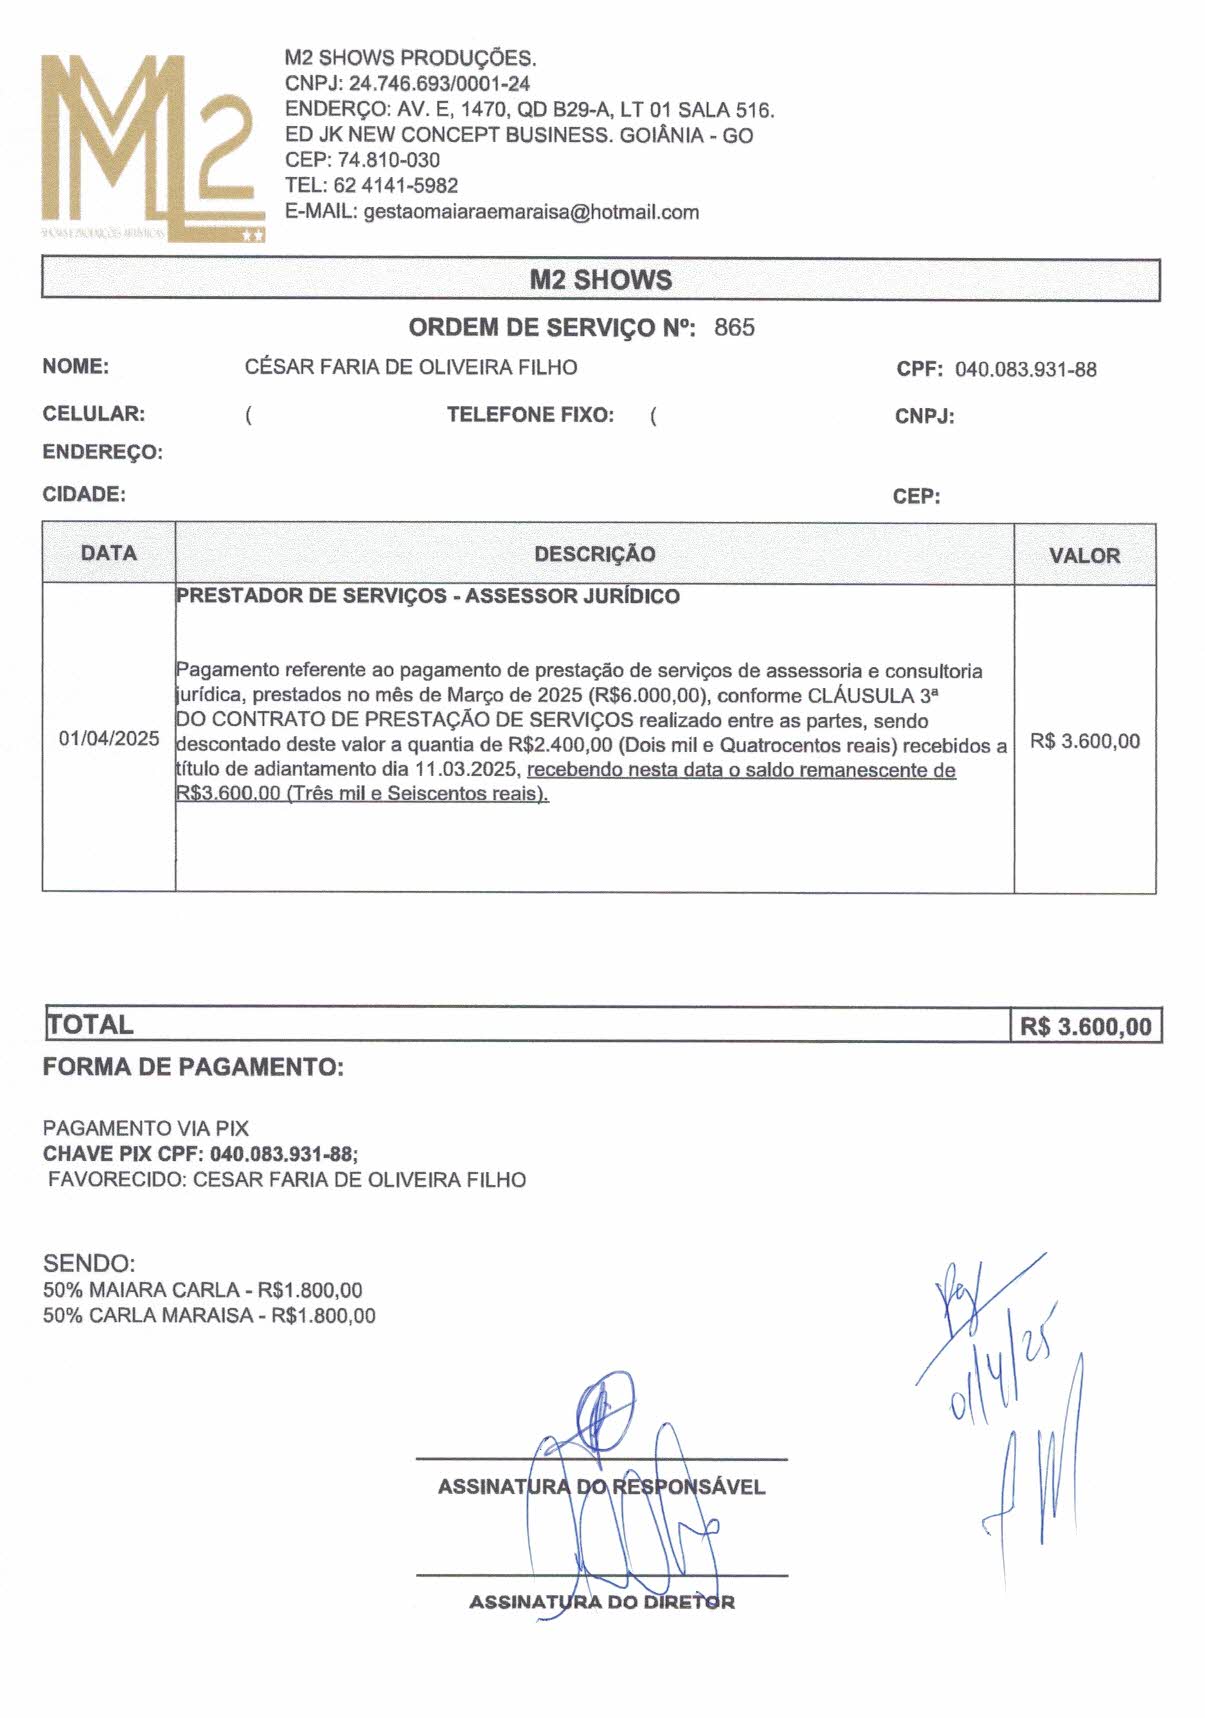 M2 SHOWS PRODUÇÕES.
CNPJ: 24.746.693/0001-24
ENDERÇO: AV. E, 1470, QD B29-A, LT 01 SALA 516.
ED JK NEW CONCEPT BUSINESS. GOIÂNIA - GO
CEP: 74.810-030
TEL: 62 4141-5982
E-MAIL: gestaomaiaraemaraisa@hotmail.com
M2
SHOWS E PRODUÇÕES ARTÍSTICAS
M2 SHOWS
ORDEM DE SERVIÇO Nº: 865
NOME: CÉSAR FARIA DE OLIVEIRA FILHO CPF: 040.083.931-88
CELULAR: ( TELEFONE FIXO: ( CNPJ:
ENDEREÇO:
CIDADE: CEP:
DATA DESCRIÇÃO VALOR
PRESTADOR DE SERVIÇOS - ASSESSOR JURÍDICO
Pagamento referente ao pagamento de prestação de serviços de assessoria e consultoria
jurídica, prestados no mês de Março de 2025 (R$6.000,00), conforme CLÁUSULA 3ª
DO CONTRATO DE PRESTAÇÃO DE SERVIÇOS realizado entre as partes, sendo
01/04/2025 descontado deste valor a quantia de R$2.400,00 (Dois mil e Quatrocentos reais) recebidos a R$ 3.600,00
título de adiantamento dia 11.03.2025, recebendo nesta data o saldo remanescente de
R$3.600,00 (Três mil e Seiscentos reais).
TOTAL R$ 3.600,00
FORMA DE PAGAMENTO:
PAGAMENTO VIA PIX
CHAVE PIX CPF: 040.083.931-88;
FAVORECIDO: CESAR FARIA DE OLIVEIRA FILHO
SENDO:
50% MAIARA CARLA - R$1.800,00
50% CARLA MARAISA - R$1.800,00
Pg
01/4/25
ASSINATURA DO RESPONSÁVEL
ASSINATURA DO DIRETOR